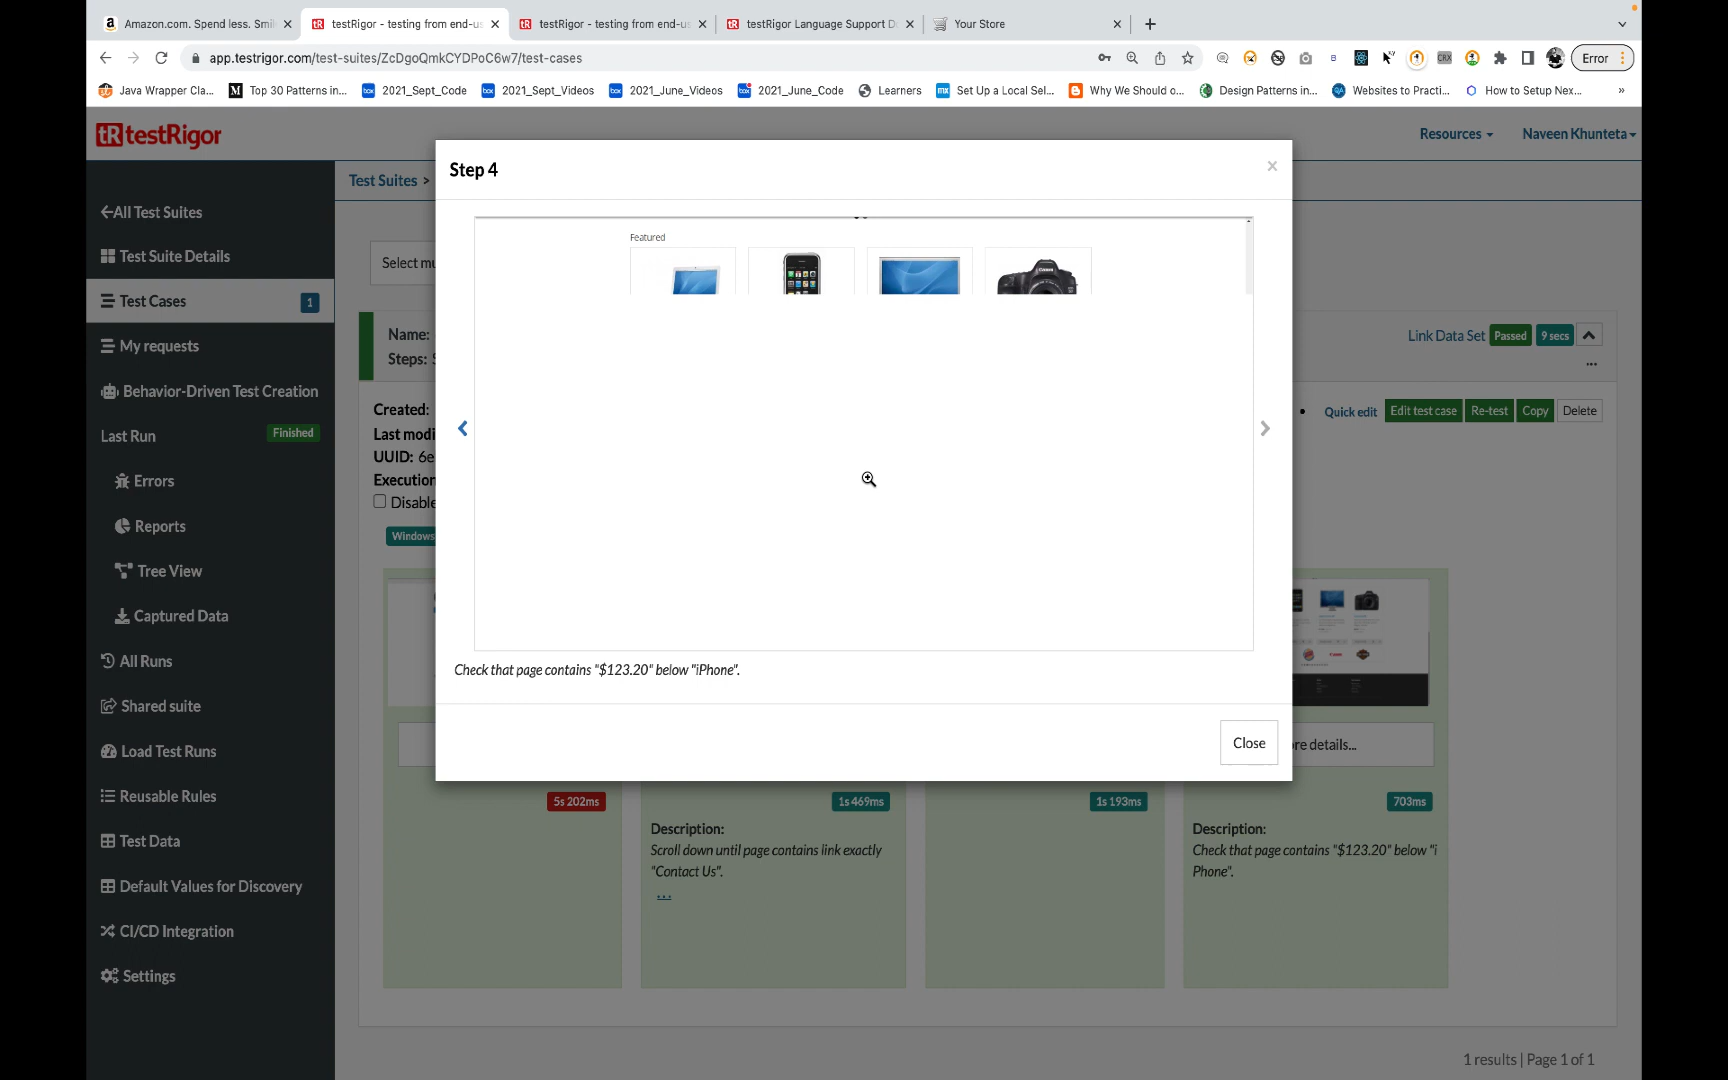 Amazon.com. Spend less. Smi
testRigor - testing from end-us
testRigor - testing from end-us
testRigor Language Support D
Your Store
app.testrigor.com/test-suites/ZcDgoQmkCYDPoC6w7/test-cases
Error
Java Wrapper Cla...
Top 30 Patterns in...
2021_Sept_Code
2021_Sept_Videos
2021_June_Videos
2021_June_Code
Learners
Set Up a Local Sel...
Why We Should o...
Design Patterns in...
Websites to Practi...
How to Setup Nex...
»
tR testRigor
Resources
Naveen Khunteta
All Test Suites
Test Suite Details
Test Cases 1
My requests
Behavior-Driven Test Creation
Last Run Finished
Errors
Reports
Tree View
Captured Data
All Runs
Shared suite
Load Test Runs
Reusable Rules
Test Data
Default Values for Discovery
CI/CD Integration
Settings
Test Suites >
Select mu
Name:
Steps: S
Link Data Set Passed 9 secs
...
Created:
Last modi
UUID: 6e
Execution
Disable
Windows
Quick edit Edit test case Re-test Copy Delete
Step 4
×
Featured
Check that page contains "$123.20" below "iPhone".
Close
re details...
5s 202ms
1s 469ms
Description:
Scroll down until page contains link exactly
"Contact Us".
...
1s 193ms
703ms
Description:
Check that page contains "$123.20" below "i
Phone".
1 results | Page 1 of 1